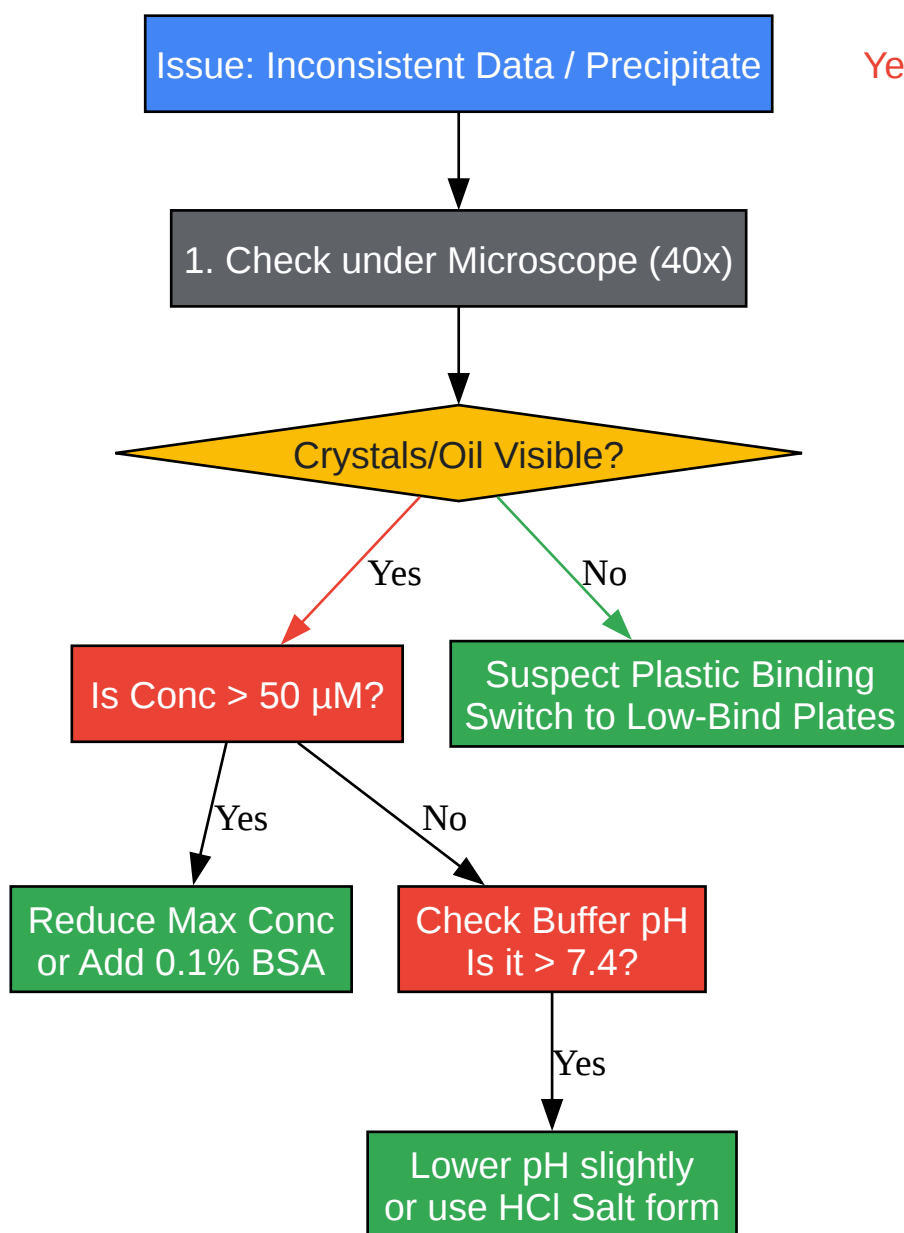 Issue: Inconsistent Data / Precipitate
Ye
1. Check under Microscope (40x)
Crystals/Oil Visible?
Yes
No
Is Conc > 50 µM?
Suspect Plastic Binding
Switch to Low-Bind Plates
Yes
No
Reduce Max Conc
or Add 0.1% BSA
Check Buffer pH
Is it > 7.4?
Yes
Lower pH slightly
or use HCl Salt form